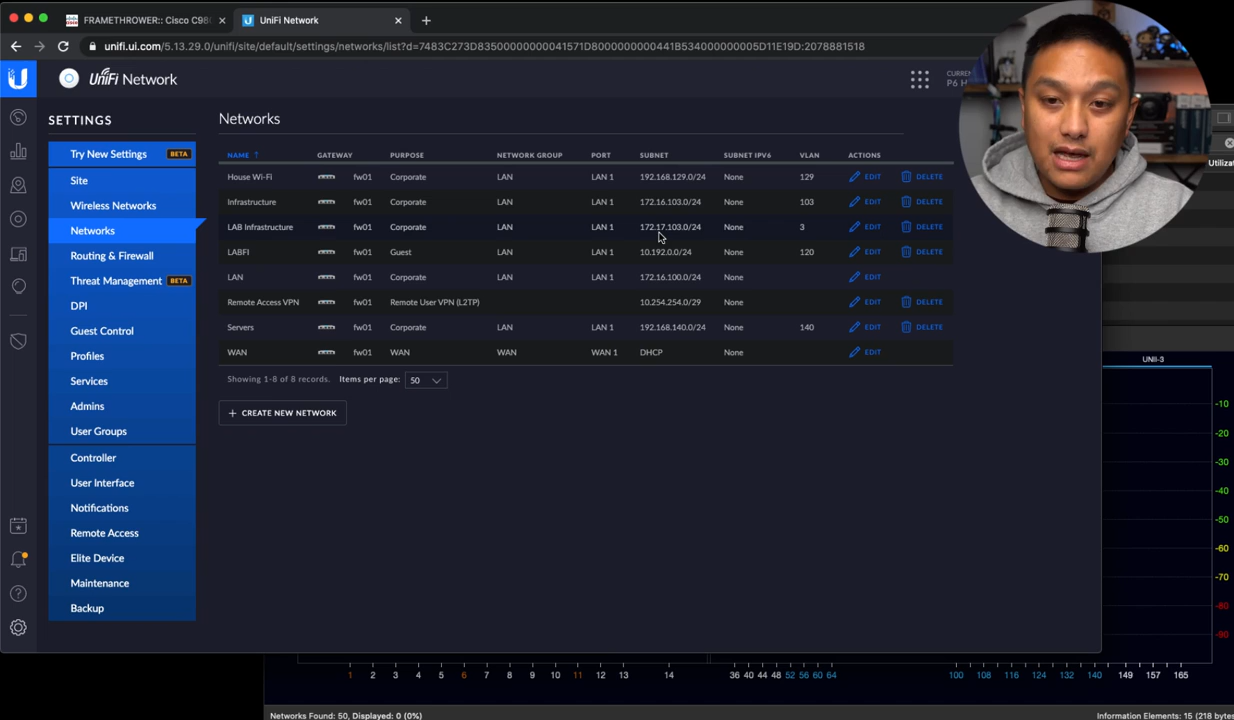 FRAMETHROWER:: Cisco C980
UniFi Network
unifi.ui.com/5.13.29.0/unifi/site/default/settings/networks/list?d=7483C273D83500000000041571D8000000000441B534000000005D11E19D:2078881518
U
UniFi Network
CURRE
P6 H
SETTINGS
Try New Settings BETA
Site
Wireless Networks
Networks
Routing & Firewall
Threat Management BETA
DPI
Guest Control
Profiles
Services
Admins
User Groups
Controller
User Interface
Notifications
Remote Access
Elite Device
Maintenance
Backup
Networks
NAME ↑ GATEWAY PURPOSE NETWORK GROUP PORT SUBNET SUBNET IPV6 VLAN ACTIONS
House Wi-Fi fw01 Corporate LAN LAN 1 192.168.129.0/24 None 129 EDIT DELETE
Infrastructure fw01 Corporate LAN LAN 1 172.16.103.0/24 None 103 EDIT DELETE
LAB Infrastructure fw01 Corporate LAN LAN 1 172.17.103.0/24 None 3 EDIT DELETE
LABFI fw01 Guest LAN LAN 1 10.192.0.0/24 None 120 EDIT DELETE
LAN fw01 Corporate LAN LAN 1 172.16.100.0/24 None EDIT
Remote Access VPN fw01 Remote User VPN (L2TP) 10.254.254.0/29 None EDIT DELETE
Servers fw01 Corporate LAN LAN 1 192.168.140.0/24 None 140 EDIT DELETE
WAN fw01 WAN WAN WAN 1 DHCP None EDIT
Showing 1-8 of 8 records. Items per page: 50
+ CREATE NEW NETWORK
Utilizat
UNII-3
-10
-20
-30
-40
-50
-60
-70
-80
-90
1 2 3 4 5 6 7 8 9 10 11 12 13 14 36 40 44 48 52 56 60 64 100 108 116 124 132 140 149 157 165
Networks Found: 50, Displayed: 0 (0%)
Information Elements: 15 (218 bytes